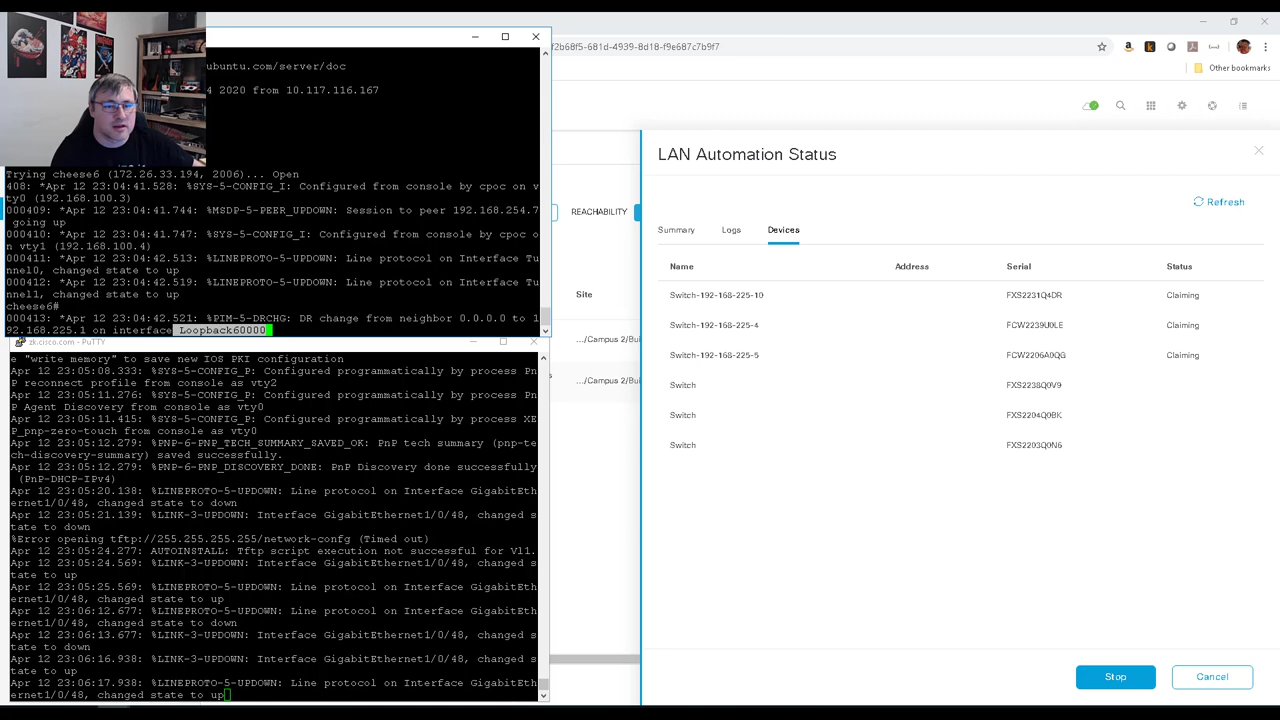 f2b68f5-681d-4939-8d18-f9e687c7b9f7
Other bookmarks
ubuntu.com/server/doc
4 2020 from 10.117.116.167
Trying cheese6 (172.26.33.194, 2006)... Open
408: *Apr 12 23:04:41.528: %SYS-5-CONFIG_I: Configured from console by cpoc on v
ty0 (192.168.100.3)
000409: *Apr 12 23:04:41.744: %MSDP-5-PEER_UPDOWN: Session to peer 192.168.254.7
going up
000410: *Apr 12 23:04:41.747: %SYS-5-CONFIG_I: Configured from console by cpoc o
n vty1 (192.168.100.4)
000411: *Apr 12 23:04:42.513: %LINEPROTO-5-UPDOWN: Line protocol on Interface Tu
nnel0, changed state to up
000412: *Apr 12 23:04:42.519: %LINEPROTO-5-UPDOWN: Line protocol on Interface Tu
nnel1, changed state to up
cheese6#
000413: *Apr 12 23:04:42.521: %PIM-5-DRCHG: DR change from neighbor 0.0.0.0 to 1
92.168.225.1 on interface Loopback60000
zk.cisco.com - PuTTY
e "write memory" to save new IOS PKI configuration
Apr 12 23:05:08.333: %SYS-5-CONFIG_P: Configured programmatically by process PnP
P reconnect profile from console as vty2
Apr 12 23:05:11.276: %SYS-5-CONFIG_P: Configured programmatically by process Pn
P Agent Discovery from console as vty0
Apr 12 23:05:11.415: %SYS-5-CONFIG_P: Configured programmatically by process XE
P_pnp-zero-touch from console as vty0
Apr 12 23:05:12.279: %PNP-6-PNP_TECH_SUMMARY_SAVED_OK: PnP tech summary (pnp-te
ch-discovery-summary) saved successfully.
Apr 12 23:05:12.279: %PNP-6-PNP_DISCOVERY_DONE: PnP Discovery done successfully
(PnP-DHCP-IPv4)
Apr 12 23:05:20.138: %LINEPROTO-5-UPDOWN: Line protocol on Interface GigabitEth
ernet1/0/48, changed state to down
Apr 12 23:05:21.139: %LINK-3-UPDOWN: Interface GigabitEthernet1/0/48, changed s
tate to down
%Error opening tftp://255.255.255.255/network-confg (Timed out)
Apr 12 23:05:24.277: AUTOINSTALL: Tftp script execution not successful for Vl1.
Apr 12 23:05:24.569: %LINK-3-UPDOWN: Interface GigabitEthernet1/0/48, changed s
tate to up
Apr 12 23:05:25.569: %LINEPROTO-5-UPDOWN: Line protocol on Interface GigabitEth
ernet1/0/48, changed state to up
Apr 12 23:06:12.677: %LINEPROTO-5-UPDOWN: Line protocol on Interface GigabitEth
ernet1/0/48, changed state to down
Apr 12 23:06:13.677: %LINK-3-UPDOWN: Interface GigabitEthernet1/0/48, changed s
tate to down
Apr 12 23:06:16.938: %LINK-3-UPDOWN: Interface GigabitEthernet1/0/48, changed s
tate to up
Apr 12 23:06:17.938: %LINEPROTO-5-UPDOWN: Line protocol on Interface GigabitEth
ernet1/0/48, changed state to up
REACHABILITY
Site
.../Campus 2/Bui
.../Campus 2/Bui
LAN Automation Status
Refresh
Summary Logs Devices
Name Address Serial Status
Switch-192-168-225-10 FXS2231Q4DR Claiming
Switch-192-168-225-4 FCW2239U0LE Claiming
Switch-192-168-225-5 FCW2206A0QG Claiming
Switch FXS2238Q0V9
Switch FXS2204Q0BK
Switch FXS2203Q0N6
Stop Cancel